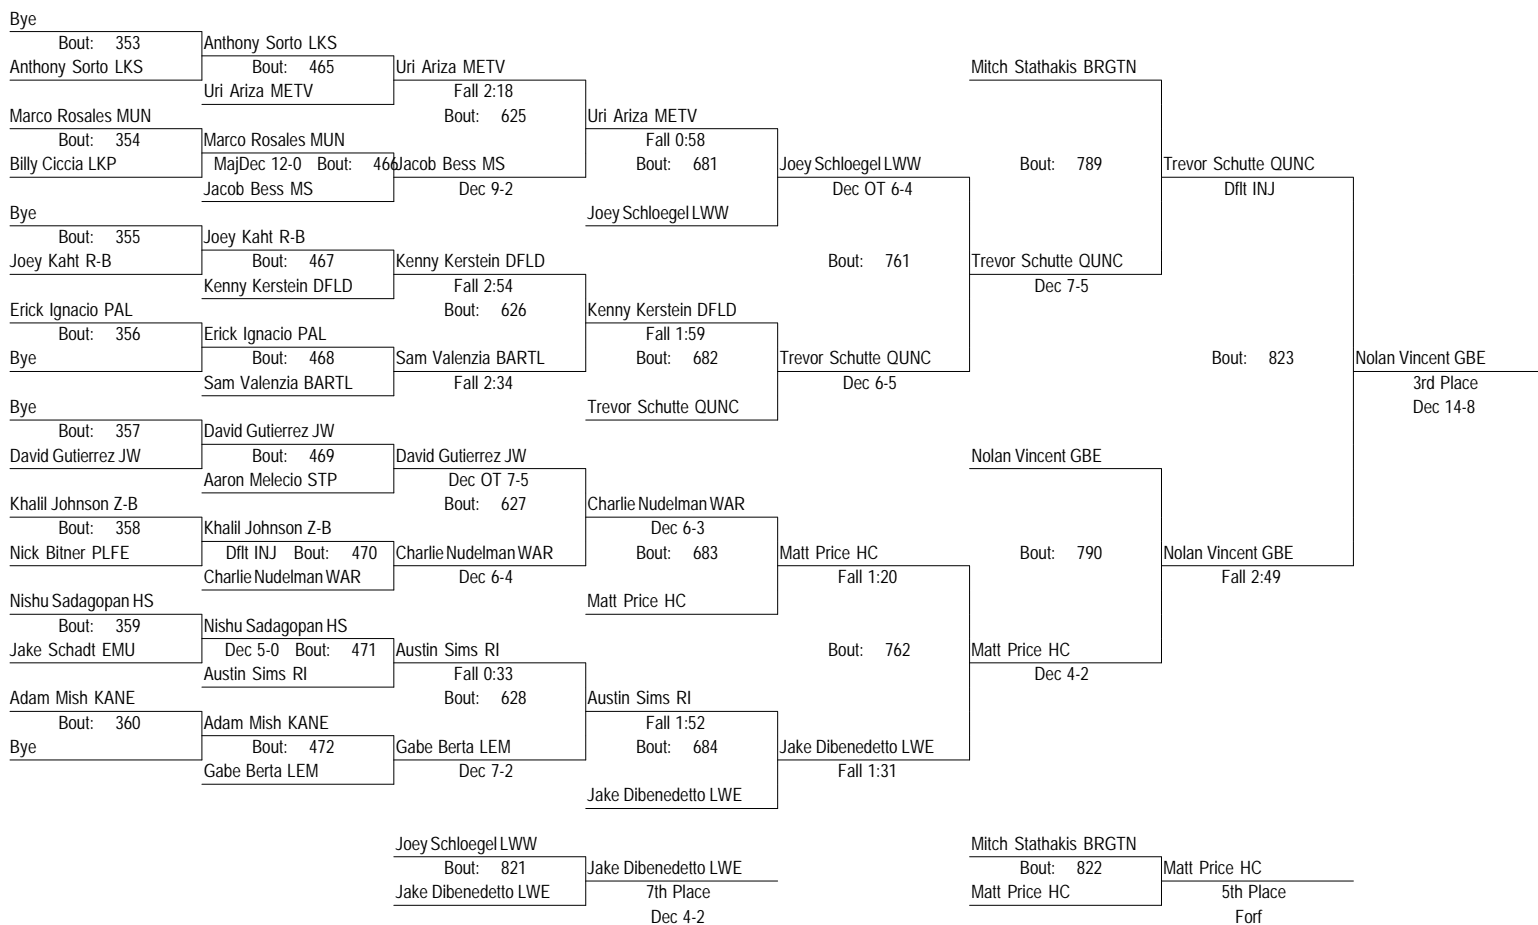 Bye
Bout: 353 Anthony Sorto LKS
Anthony Sorto LKS Bout: 465 Uri Ariza METV Mitch Stathakis BRGTN
Uri Ariza METV Fall 2:18
Marco Rosales MUN Bout: 625 Uri Ariza METV
Bout: 354 Marco Rosales MUN Fall 0:58
Billy Ciccia LKP MajDec 12-0 Bout: 466 Jacob Bess MS Bout: 681 Joey Schloegel LWW Bout: 789 Trevor Schutte QUNC
Jacob Bess MS Dec 9-2 Dec OT 6-4 Dflt INJ
Bye Joey Schloegel LWW
Bout: 355 Joey Kaht R-B
Joey Kaht R-B Bout: 467 Kenny Kerstein DFLD Bout: 761 Trevor Schutte QUNC
Kenny Kerstein DFLD Fall 2:54 Dec 7-5
Erick Ignacio PAL Bout: 626 Kenny Kerstein DFLD
Bout: 356 Erick Ignacio PAL Fall 1:59
Bye Bout: 468 Sam Valenzia BARTL Bout: 682 Trevor Schutte QUNC Bout: 823 Nolan Vincent GBE
Sam Valenzia BARTL Fall 2:34 Dec 6-5 3rd Place
Bye Trevor Schutte QUNC Dec 14-8
Bout: 357 David Gutierrez JW
David Gutierrez JW Bout: 469 David Gutierrez JW Nolan Vincent GBE
Aaron Melecio STP Dec OT 7-5
Khalil Johnson Z-B Bout: 627 Charlie Nudelman WAR
Bout: 358 Khalil Johnson Z-B Dec 6-3
Nick Bitner PLFE Dflt INJ Bout: 470 Charlie Nudelman WAR Bout: 683 Matt Price HC Bout: 790 Nolan Vincent GBE
Charlie Nudelman WAR Dec 6-4 Fall 1:20 Fall 2:49
Nishu Sadagopan HS Matt Price HC
Bout: 359 Nishu Sadagopan HS
Jake Schadt EMU Dec 5-0 Bout: 471 Austin Sims RI Bout: 762 Matt Price HC
Austin Sims RI Fall 0:33 Dec 4-2
Adam Mish KANE Bout: 628 Austin Sims RI
Bout: 360 Adam Mish KANE Fall 1:52
Bye Bout: 472 Gabe Berta LEM Bout: 684 Jake Dibenedetto LWE
Gabe Berta LEM Dec 7-2 Fall 1:31
Jake Dibenedetto LWE
Joey Schloegel LWW Mitch Stathakis BRGTN
Bout: 821 Jake Dibenedetto LWE Bout: 822 Matt Price HC
Jake Dibenedetto LWE 7th Place Matt Price HC 5th Place
Dec 4-2 Forf